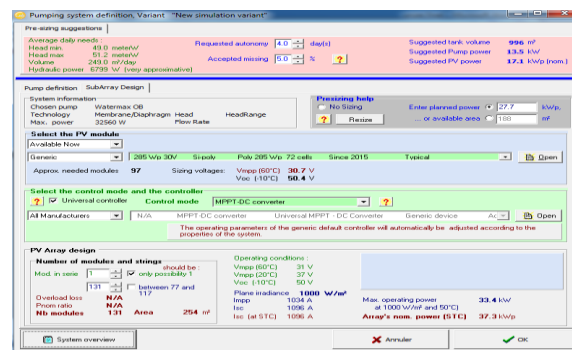 Pumping system definition, Variant "New simulation variant"
Pre-sizing suggestions
Average daily needs :
Head min. 49.0 meterW
Head max 51.2 meterW
Volume 249.0 m³/day
Hydraulic power 6799 W (very approximative)
Requested autonomy 4.0 day(s)
Accepted missing 5.0 % ?
Suggested tank volume 996 m³
Suggested Pump power 13.5 kW
Suggested PV power 17.1 kW (nom.)
Pump definition SubArray Design
System information
Chosen pump Watermax OB
Technology Membrane/Diaphragm Head HeadRange
Max. power 32560 W Flow Rate
Presizing help
No Sizing Enter planned power 27.7 kWp,
? Resize ... or available area 188 m²
Select the PV module
Available Now
Generic 285 Wp 30V Si-poly Poly 285 Wp 72 cells Since 2015 Typical Open
Approx. needed modules 97 Sizing voltages: Vmpp (60°C) 30.7 V
Voc (-10°C) 50.4 V
Select the control mode and the controller
? Universal controller Control mode MPPT-DC converter ?
All Manufacturers N/A MPPT-DC converter Universal MPPT - DC Converter Generic device Open
The operating parameters of the generic default controller will automatically be adjusted according to the
properties of the system.
PV Array design
Number of modules and strings
should be :
Mod. in serie 1 only possibility 1
131 between 77 and
117
Overload loss N/A
Pnom ratio N/A
Nb modules 131 Area 254 m²
Operating conditions :
Vmpp (60°C) 31 V
Vmpp (20°C) 37 V
Voc (-10°C) 50 V
Plane irradiance 1000 W/m²
Impp 1034 A
Isc 1096 A
Isc (at STC) 1096 A
Max. operating power 33.4 kW
at 1000 W/m² and 50°C)
Array's nom. power (STC) 37.3 kWp
System overview Annuler OK